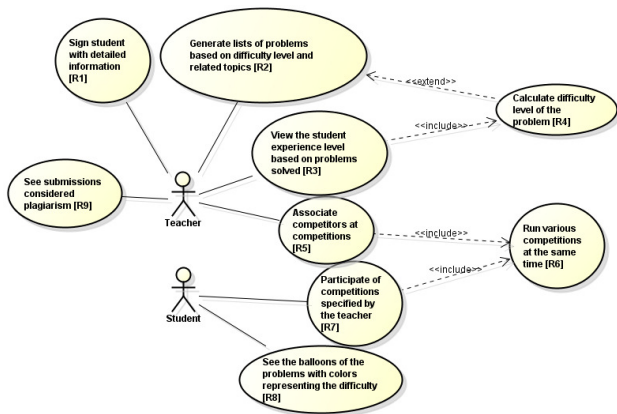 Sign student
with detailed
information
[R1]
Generate lists of problems
based on difficulty level and
related topics [R2]
<<extend>>
Calculate difficulty
level of the
problem [R4]
<<include>>
View the
student
experience level
based on problems
solved [R3]
See submissions
considered
plagiarism [R9]
Teacher
Associate
competitors at
competitions
[R5]
<<include>>
Run various
competitions
at the same
time [R6]
<<include>>
Participate of
competitions
specified by
the teacher
[R7]
Student
See the balloons of the
problems with colors
representing the difficulty
[R8]